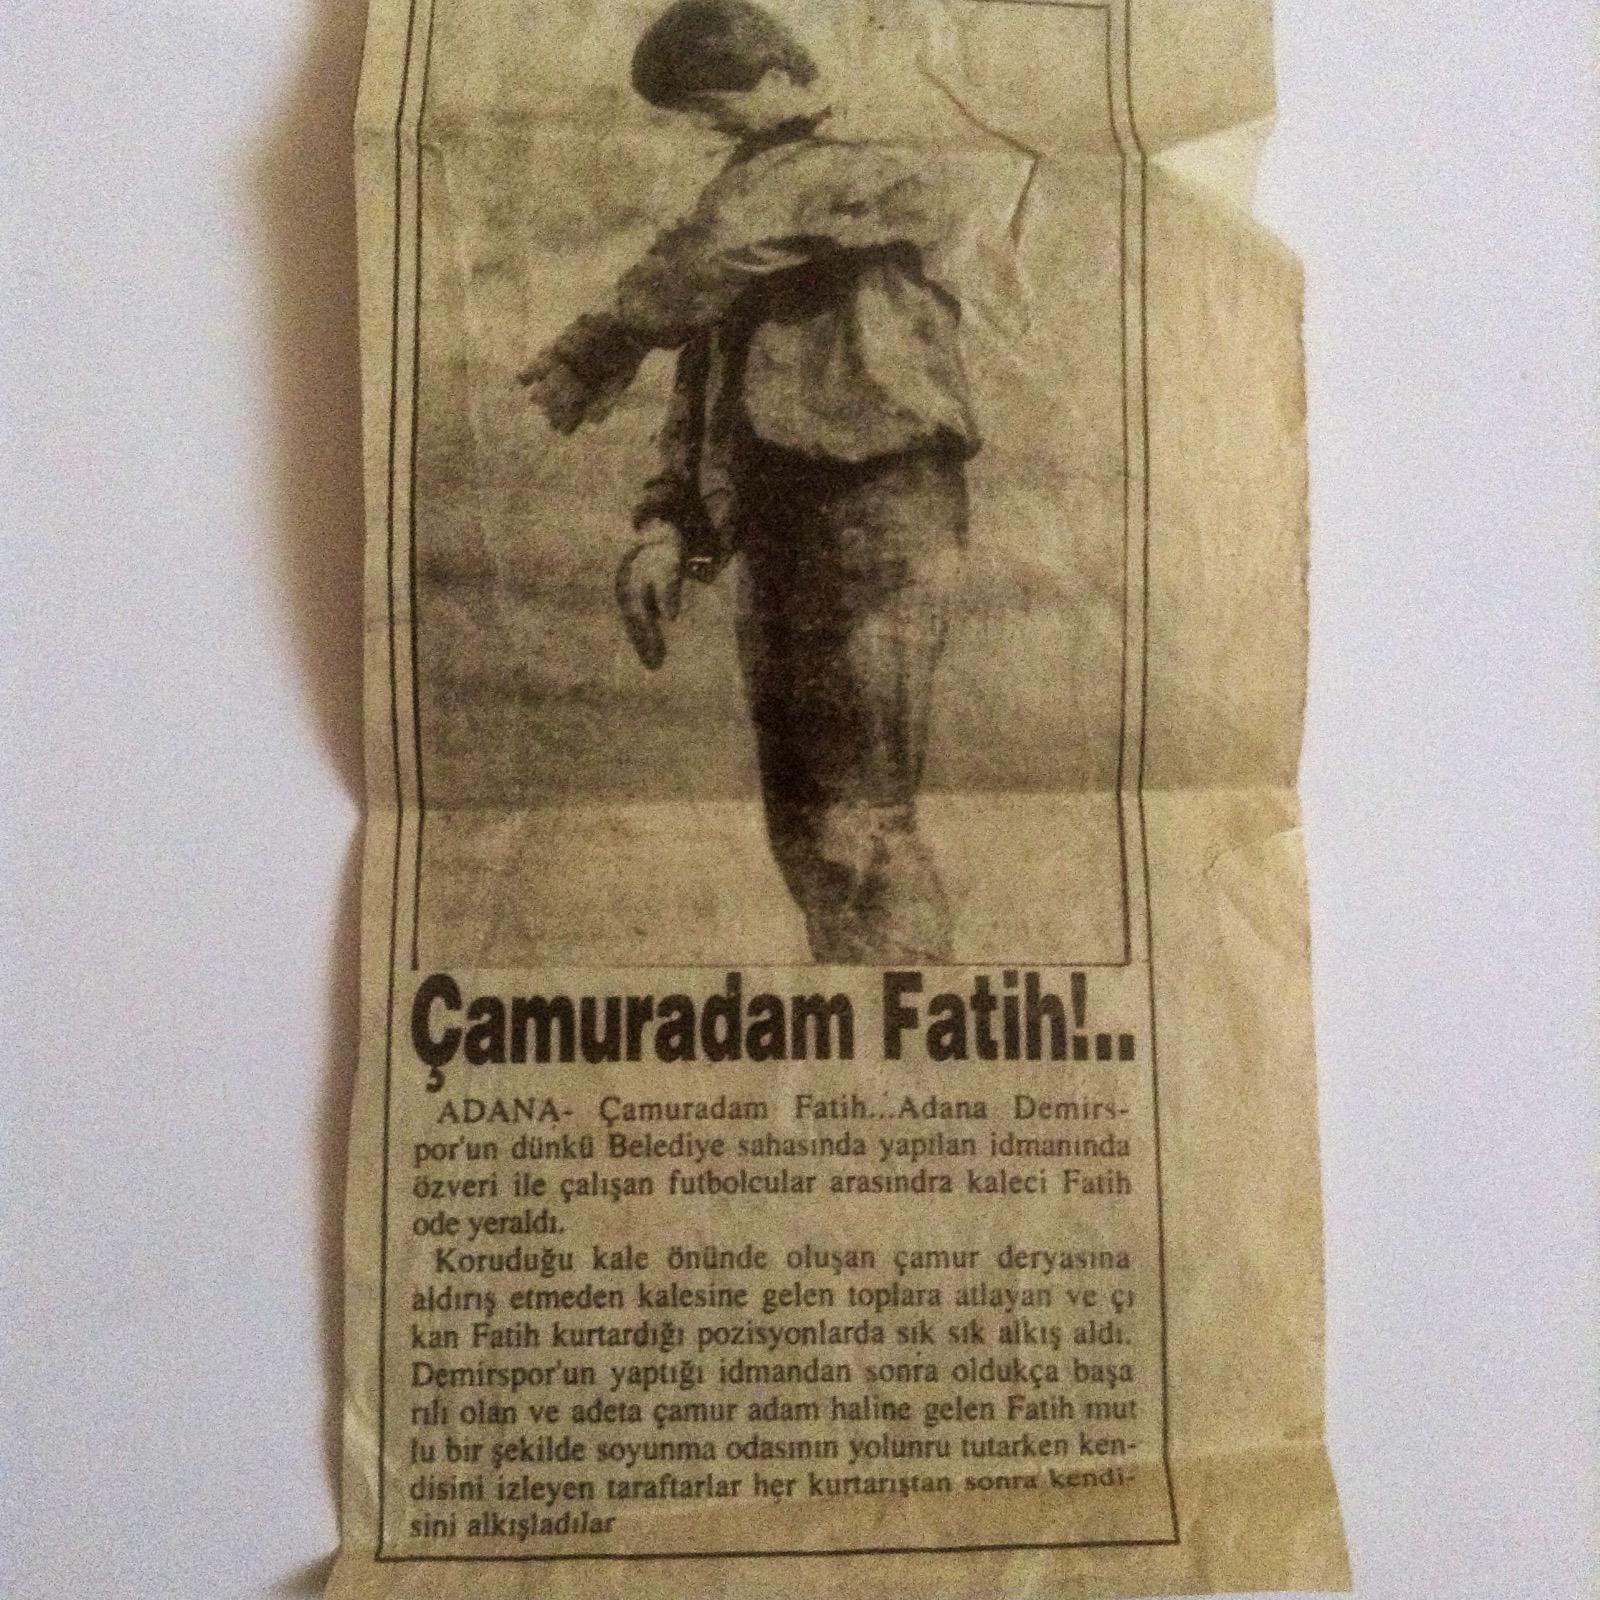 Çamuradam Fatih!..
ADANA- Çamuradam Fatih...Adana Demirs-
por'un dünkü Belediye sahasında yapılan idmanında
özveri ile çalışan futbolcular arasındra kaleci Fatih
ode yeraldı.
Koruduğu kale önünde oluşan çamur deryasına
aldırış etmeden kalesine gelen toplara atlayan ve çı
kan Fatih kurtardığı pozisyonlarda sık sık alkış aldı.
Demirspor'un yaptığı idmandan sonra oldukça başa
rılı olan ve adeta çamur adam haline gelen Fatih mut
lu bir şekilde soyunma odasının yolunru tutarken ken-
disini izleyen taraftarlar her kurtarıştan sonra kendi-
sini alkışladılar